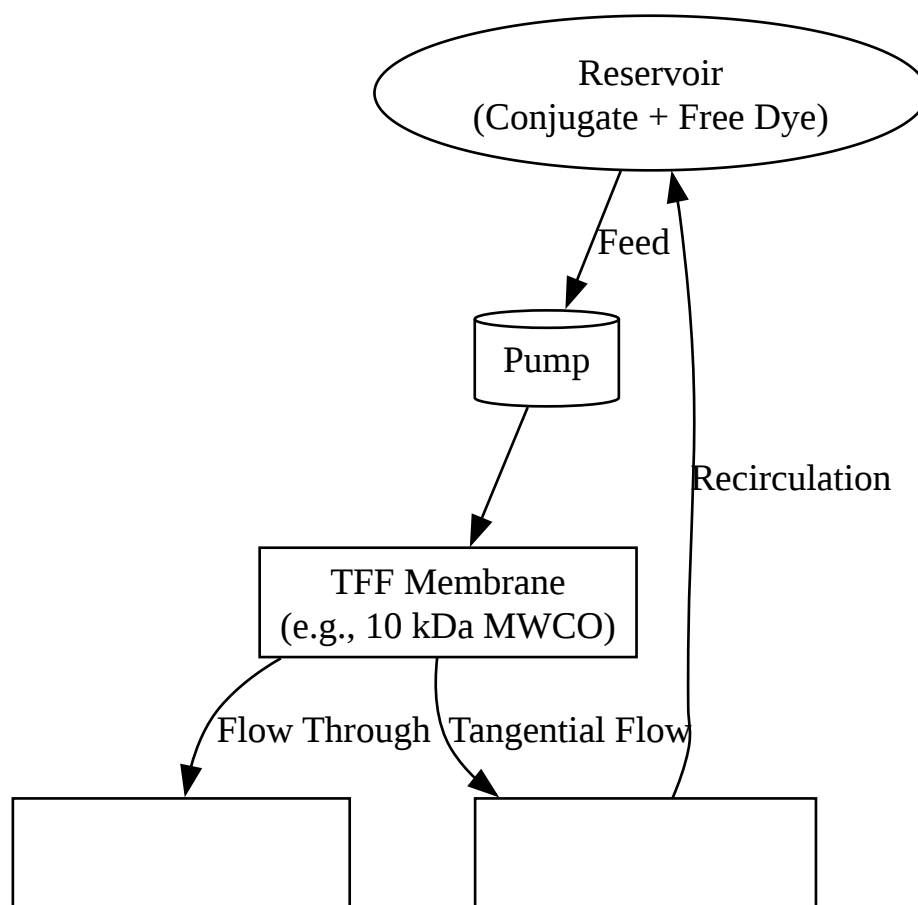 Reservoir
(Conjugate + Free Dye)
Feed
Pump
Recirculation
TFF Membrane
(e.g., 10 kDa MWCO)
Flow Through
Tangential Flow